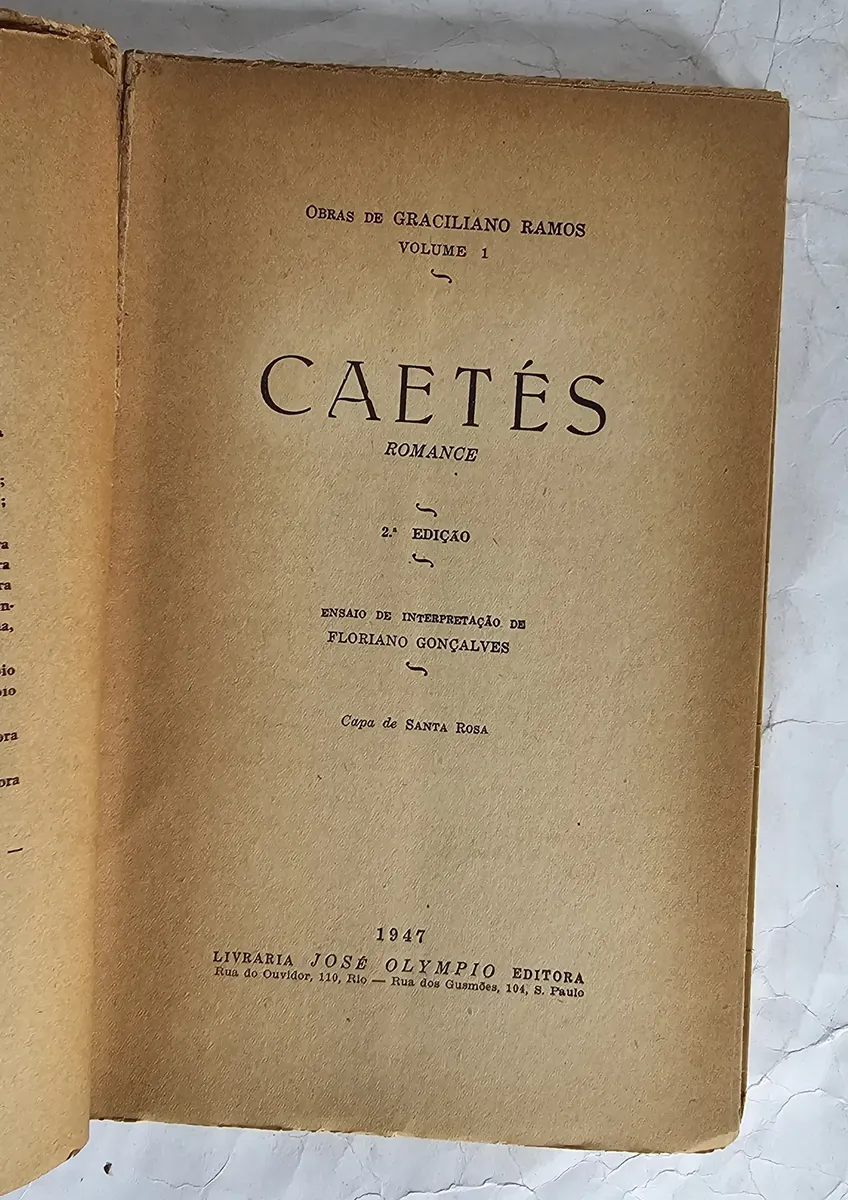 OBRAS DE GRACILIANO RAMOS
VOLUME 1
CAETÉS
ROMANCE
2.ª EDIÇÃO
ENSAIO DE INTERPRETAÇÃO DE
FLORIANO GONÇALVES
Capa de SANTA ROSA
1947
LIVRARIA JOSÉ OLYMPIO EDITORA
Rua do Ouvidor, 110, Rio — Rua dos Gusmões, 104, S. Paulo